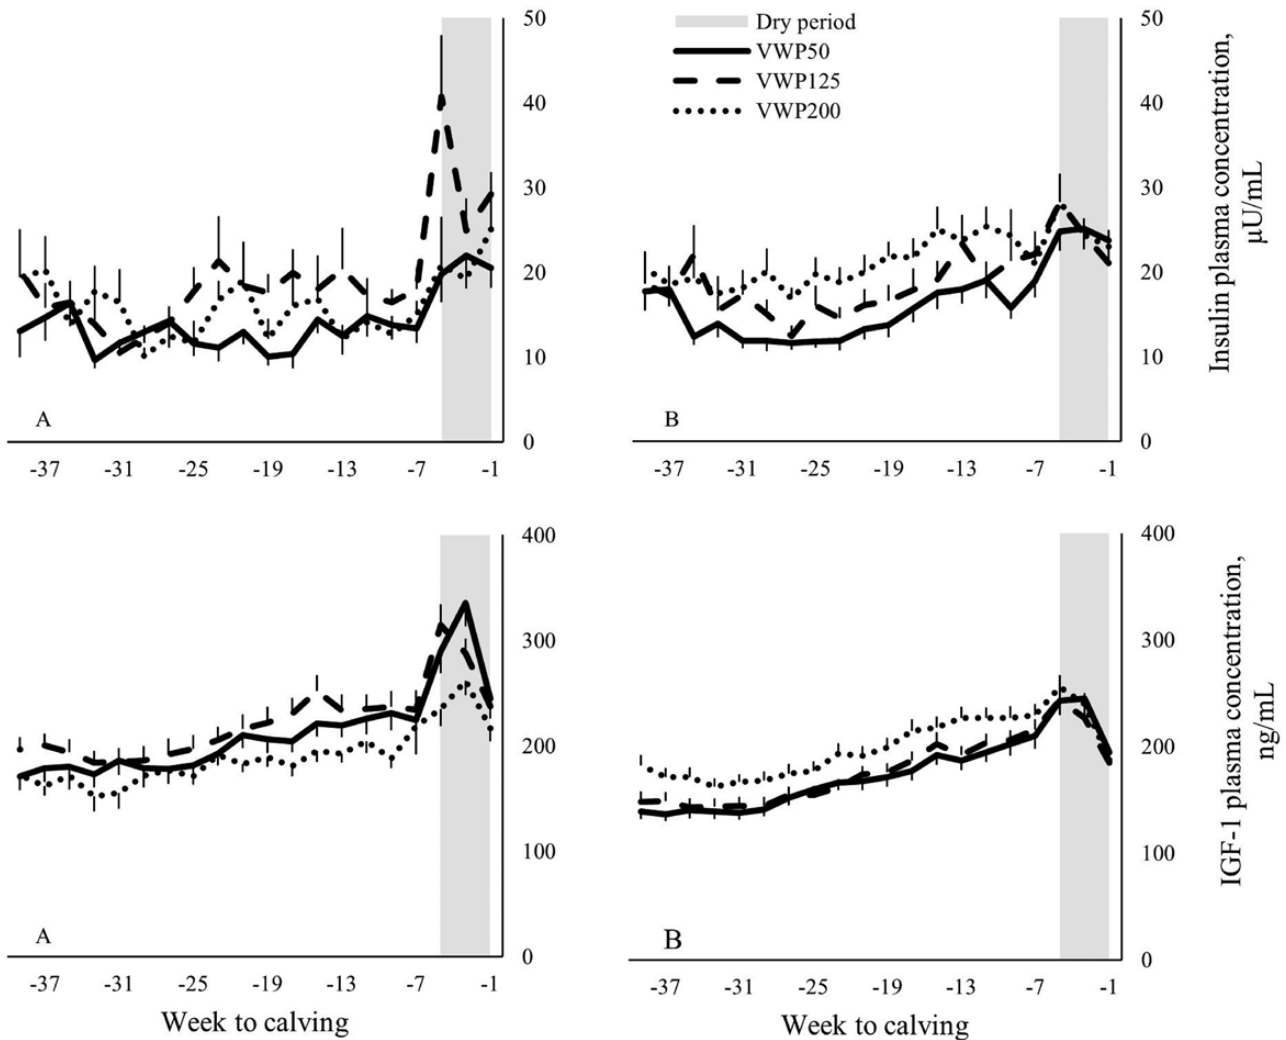 50
40
30
20
10
0
A
-37 -31 -25 -19 -13 -7 -1
Dry period
VWP50
VWP125
VWP200
50
40
30
20
10
0
B
-37 -31 -25 -19 -13 -7 -1
Insulin plasma concentration,
µU/mL
400
300
200
100
0
A
-37 -31 -25 -19 -13 -7 -1
Week to calving
400
300
200
100
0
B
-37 -31 -25 -19 -13 -7 -1
Week to calving
IGF-1 plasma concentration,
ng/mL